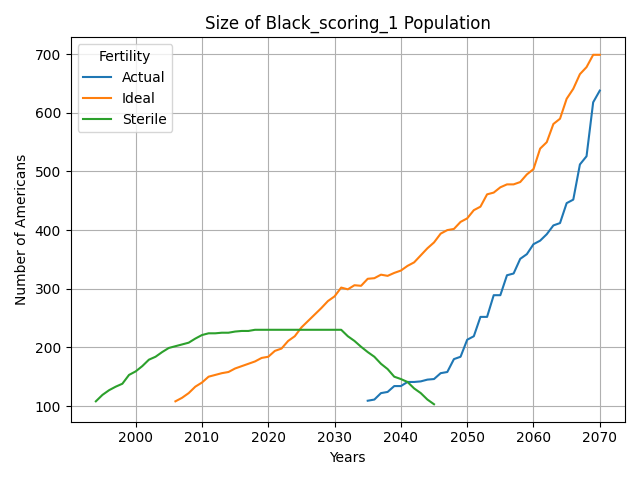 Size of Black_scoring_1 Population
Fertility
Actual
Ideal
Sterile
Number of Americans
700
600
500
400
300
200
100
2000 2010 2020 2030 2040 2050 2060 2070
Years